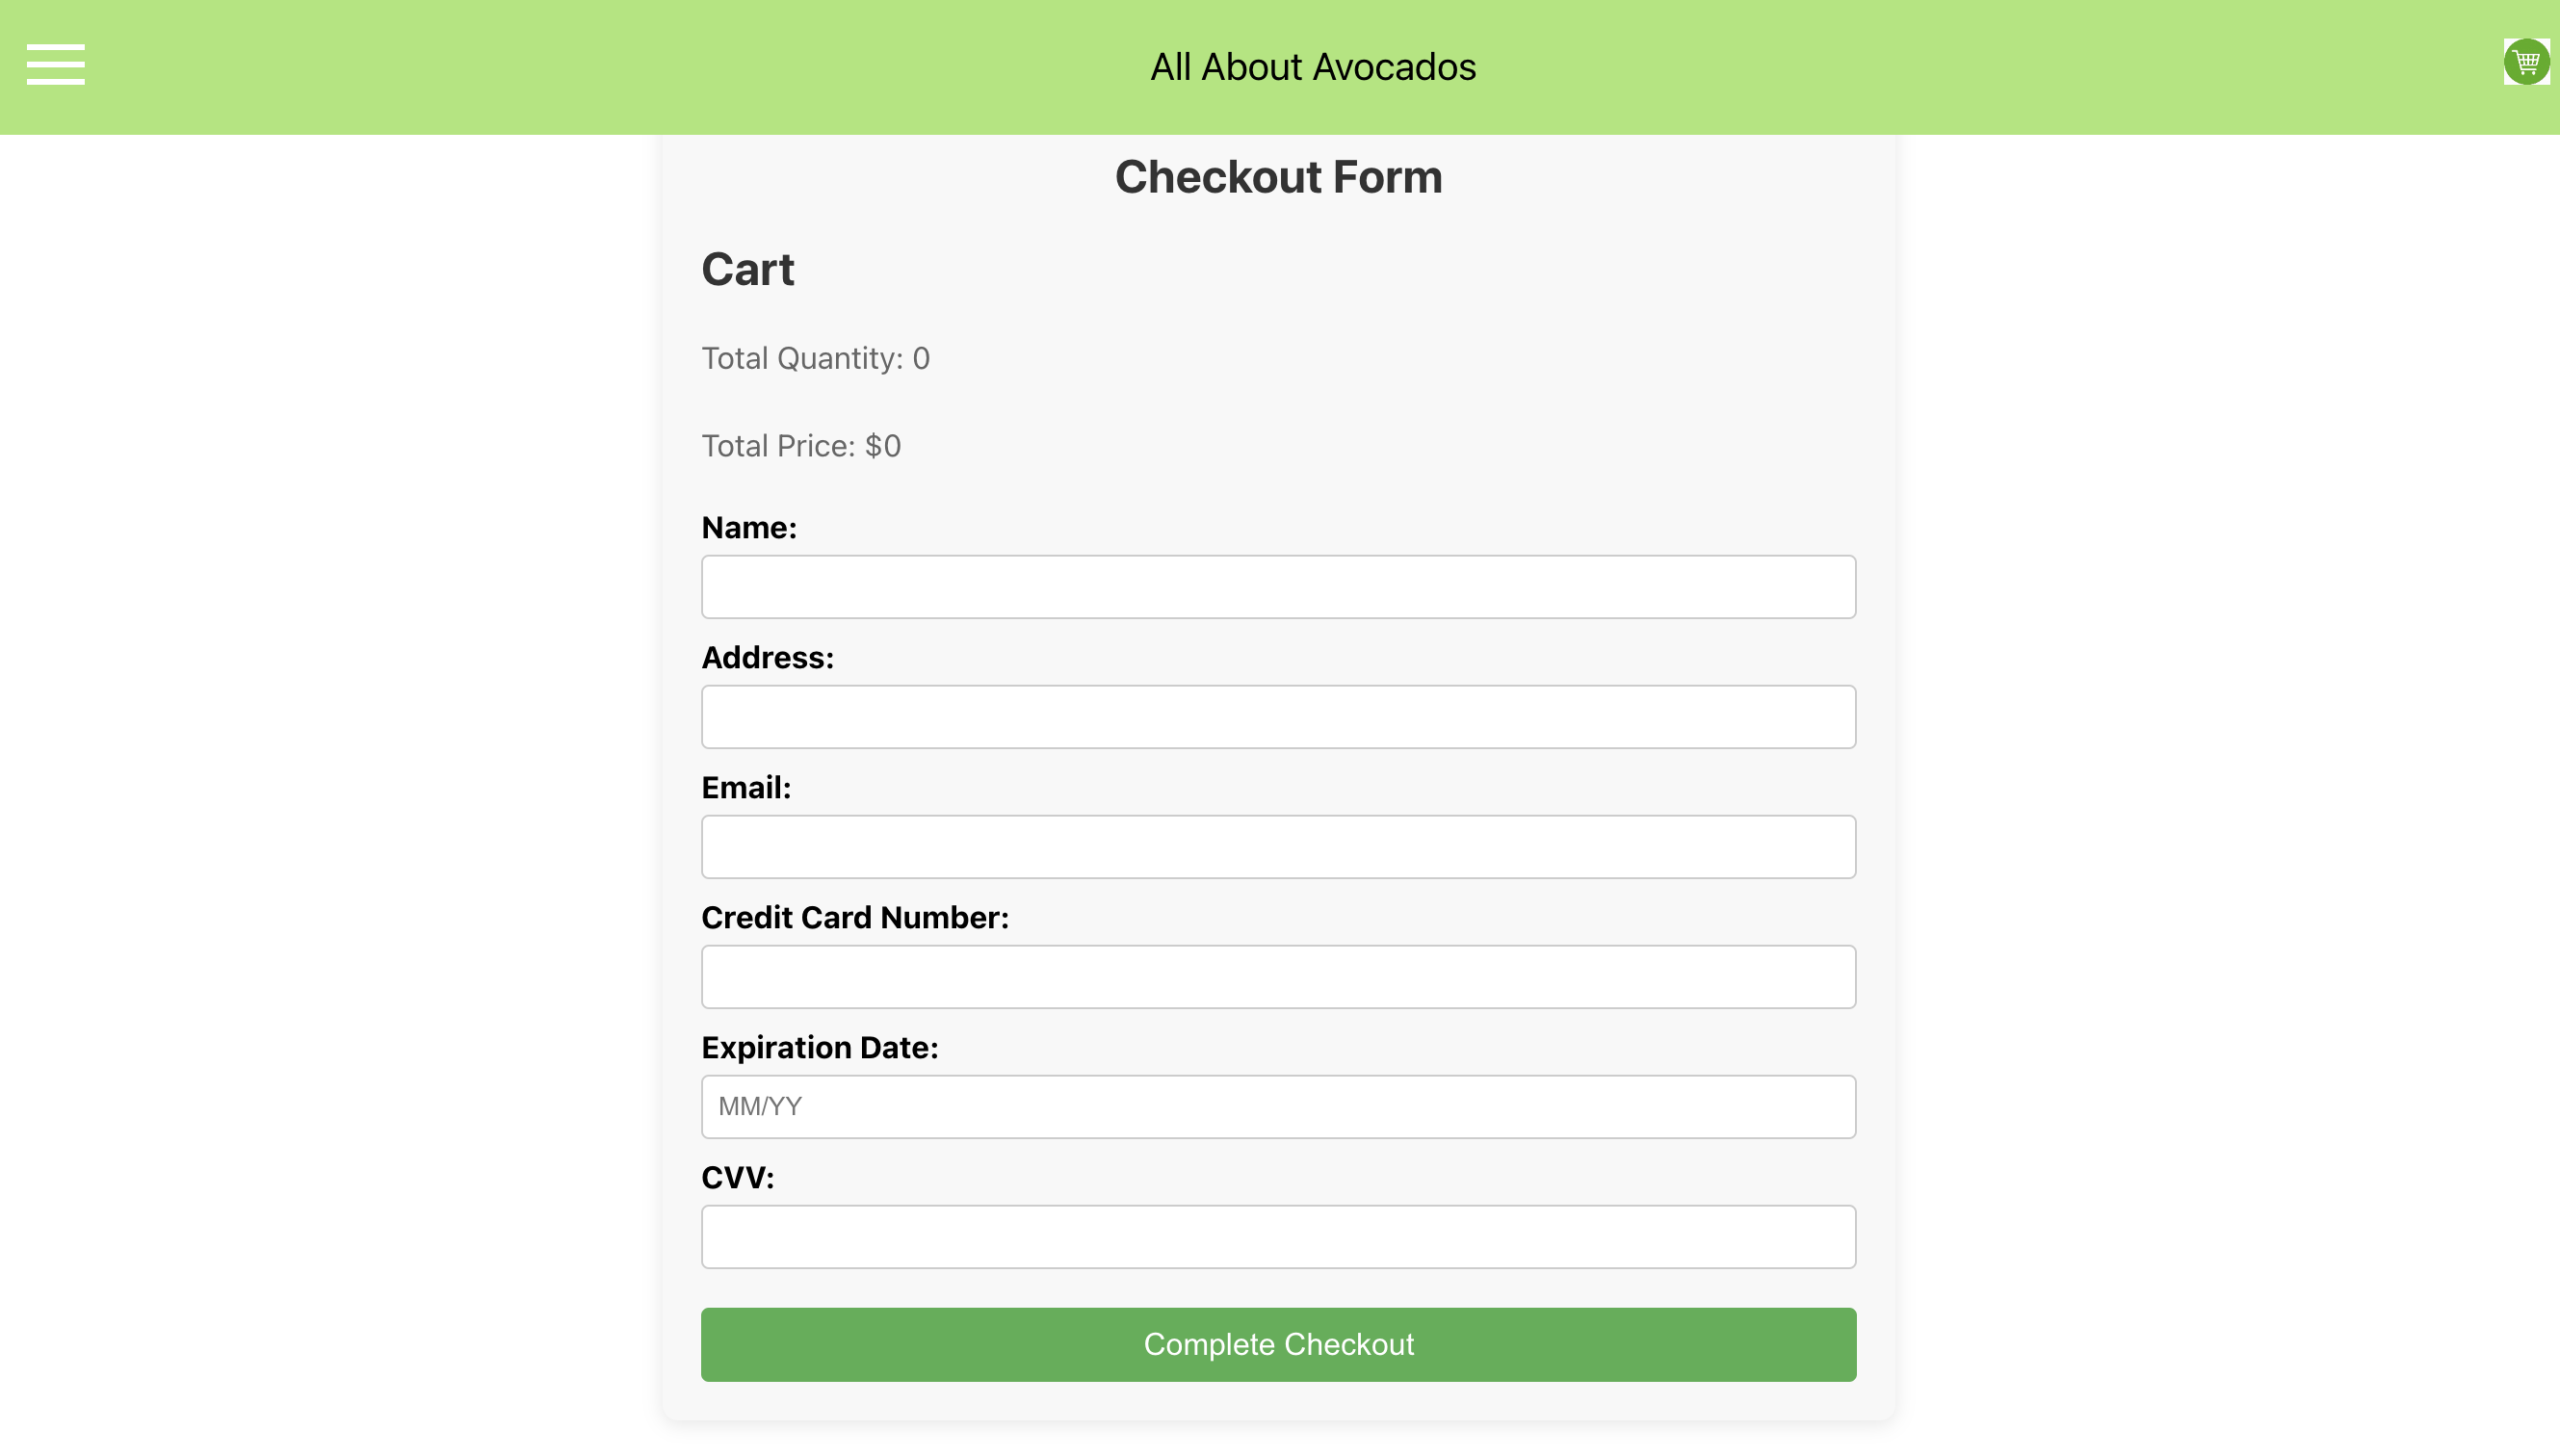 All About Avocados
Checkout Form
Cart
Total Quantity: 0
Total Price: $0
Name:
Address:
Email:
Credit Card Number:
Expiration Date:
MM/YY
CVV:
Complete Checkout